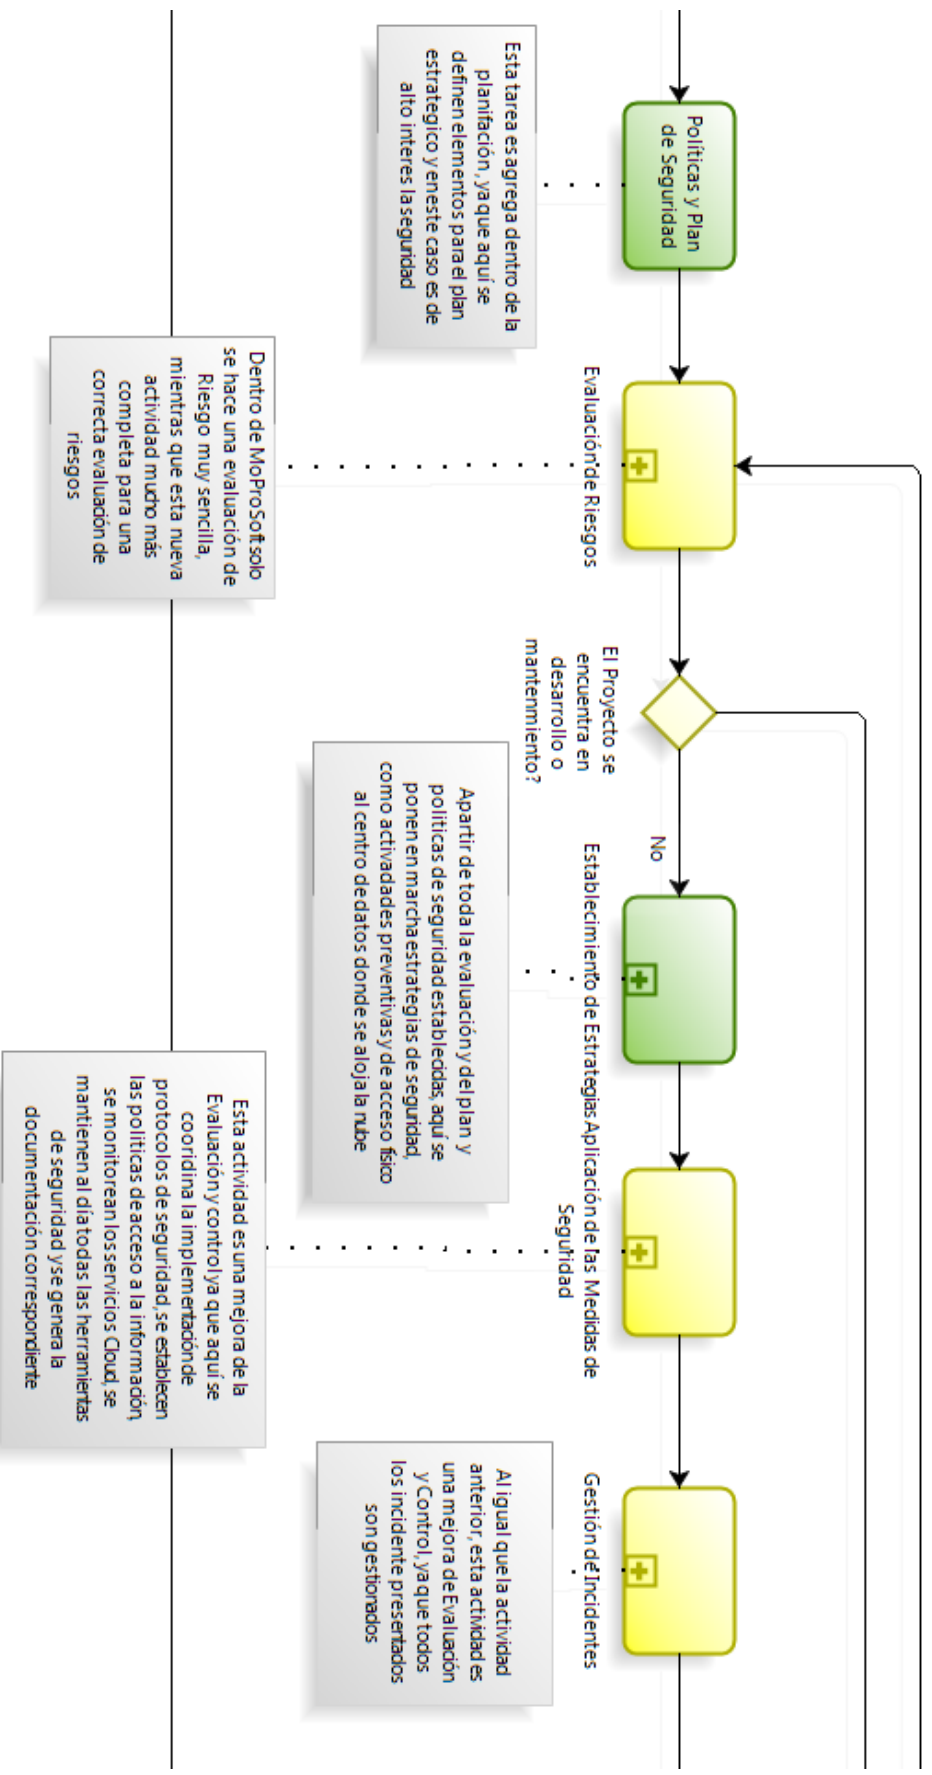 Políticas y Plan
de Seguridad
Esta tarea es agrega dentro de la
planifación, ya que aquí se
definen elementos para el plan
estrategico y en este caso es de
alto interes la seguridad
Evaluación de Riesgos
Dentro de MoProSoft solo
se hace una evaluación de
Riesgo muy sencilla,
mientras que esta nueva
actividad mucho más
completa para una
correcta evaluación de
riesgos
El Proyecto se
encuentra en
desarrollo o
mantenmiento?
No
Establecimiento de Estrategias
Apartir de toda la evaluación y del plan y
politicas de seguridad establecidas, aquí se
ponen en marcha estrategias de seguridad,
como activadades preventivas y de acceso físico
al centro de datos donde se aloja la nube
Aplicación de las Medidas de
Seguridad
Esta actividad es una mejora de la
Evaluación y control ya que aquí se
cooridina la implementación de
protocolos de seguridad, se establecen
las políticas de acceso a la información,
se monitorean los servicios Cloud, se
mantienen al día todas las herramientas
de seguridad y se genera la
documentación correspondiente
Gestión de Incidentes
Al igual que la actividad
anterior, esta actividad es
una mejora de Evaluación
y Control, ya que todos
los incidente presentados
son gestionados